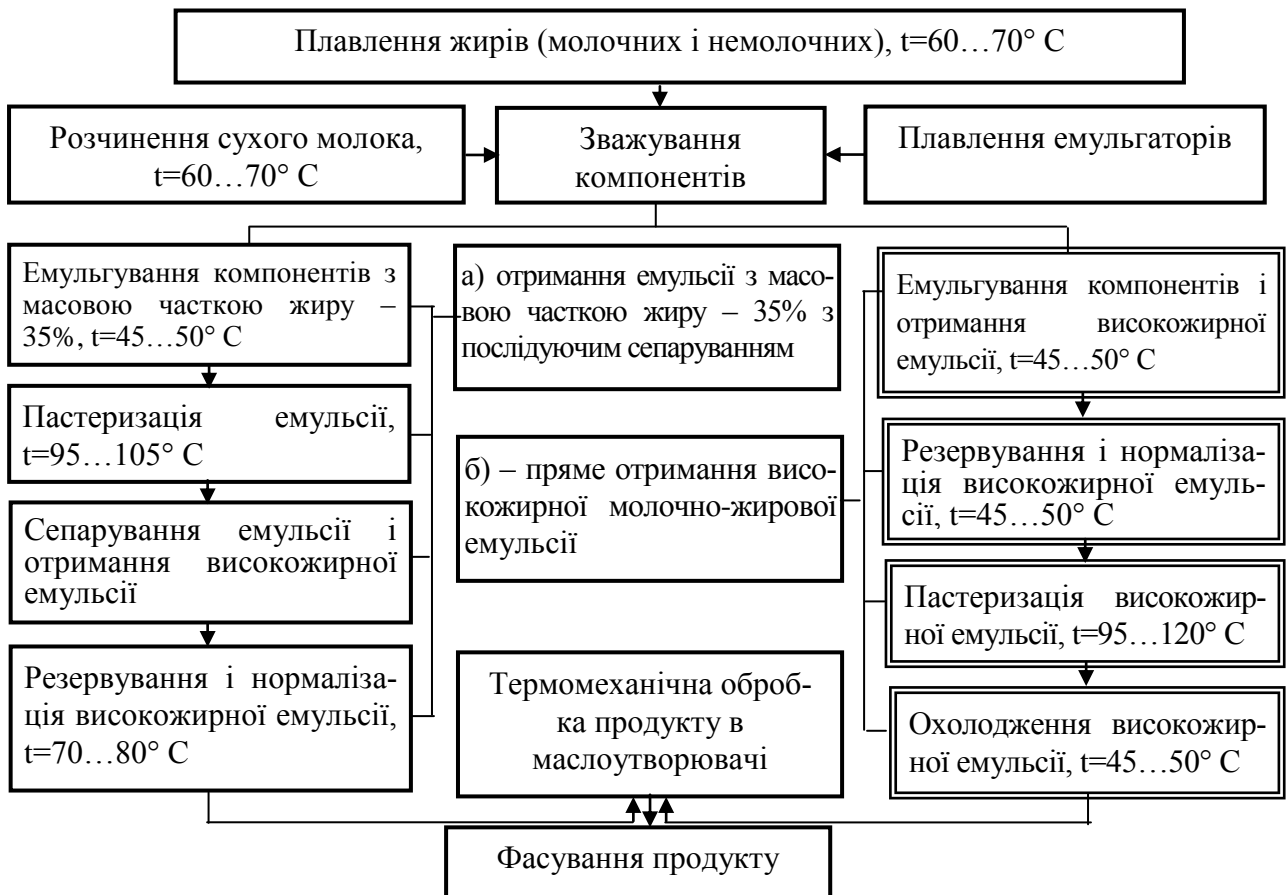 Плавлення жирів (молочних і немолочних), t=60…70° С
Розчинення сухого молока,
t=60…70° С
Зважування
компонентів
Плавлення емульгаторів
Емульгування компонентів з
масовою часткою жиру –
35%, t=45…50° С
Пастеризація емульсії,
t=95…105° С
Сепарування емульсії і
отримання високожирної
емульсії
Резервування і нормаліза-
ція високожирної емульсії,
t=70…80° С
а) отримання емульсії з масо-
вою часткою жиру – 35% з
послідуючим сепаруванням
б) – пряме отримання висо-
кожирної молочно-жирової
емульсії
Термомеханічна оброб-
ка продукту в
маслоутворювачі
Емульгування компонентів і
отримання високожирної
емульсії, t=45…50° С
Резервування і нормаліза-
ція високожирної емуль-
сії, t=45…50° С
Пастеризація високожир-
ної емульсії, t=95…120° С
Охолодження високожир-
ної емульсії, t=45…50° С
Фасування продукту